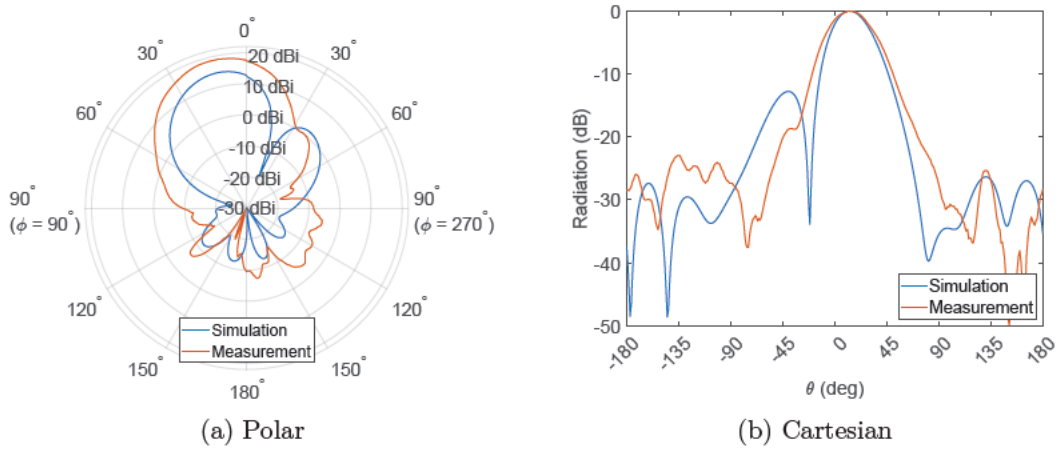 0°
30°
30°
60°
60°
90°
(ϕ = 90°)
90°
(ϕ = 270°)
120°
120°
150°
150°
180°
20 dBi
10 dBi
0 dBi
-10 dBi
-20 dBi
-30 dBi
Simulation
Measurement
(a) Polar
Radiation (dB)
0
-10
-20
-30
-40
-50
-180
-135
-90
-45
0
45
90
135
180
θ (deg)
Simulation
Measurement
(b) Cartesian